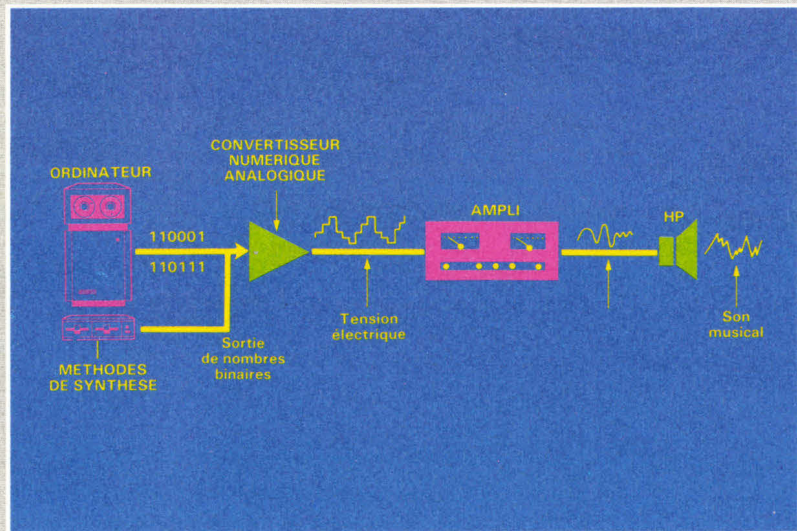 ORDINATEUR
CONVERTISSEUR
NUMERIQUE
ANALOGIQUE
AMPLI
HP
110001
110111
METHODES
DE SYNTHESE
Sortie
de nombres
binaires
Tension
électrique
Son
musical